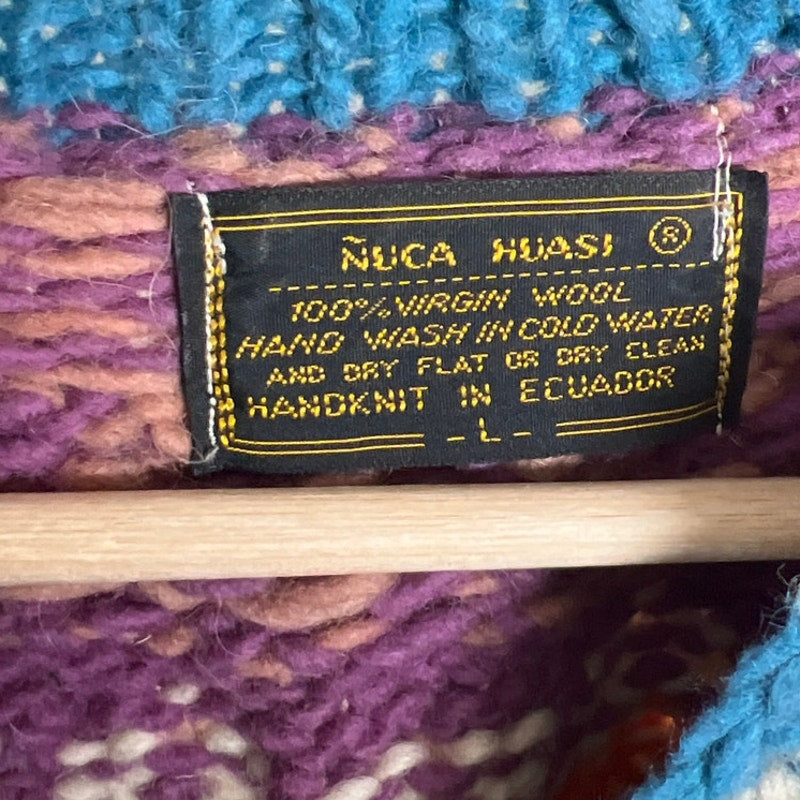 ÑUCA HUASI ®
100% VIRGIN WOOL
HAND WASH IN COLD WATER
AND DRY FLAT OR DRY CLEAN
HANDKNIT IN ECUADOR
- L -